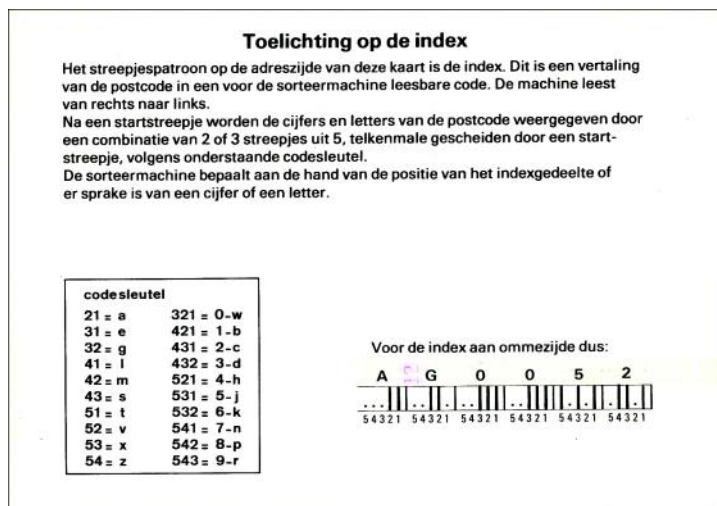 Toelichting op de index
Het streepjespatroon op de adreszijde van deze kaart is de index. Dit is een vertaling
van de postcode in een voor de sorteermachine leesbare code. De machine leest
van rechts naar links.
Na een startstreepje worden de cijfers en letters van de postcode weergegeven door
een combinatie van 2 of 3 streepjes uit 5, telkenmale gescheiden door een start-
streepje, volgens onderstaande codesleutel.
De sorteermachine bepaalt aan de hand van de positie van het indexgedeelte of
er sprake is van een cijfer of een letter.
codesleutel
21 = a 321 = 0-w
31 = e 421 = 1-b
32 = g 431 = 2-c
41 = l 432 = 3-d
42 = m 521 = 4-h
43 = s 531 = 5-j
51 = t 532 = 6-k
52 = v 541 = 7-n
53 = x 542 = 8-p
54 = z 543 = 9-r
Voor de index aan ommezijde dus:
A G 0 0 5 2
54321 54321 54321 54321 54321 54321